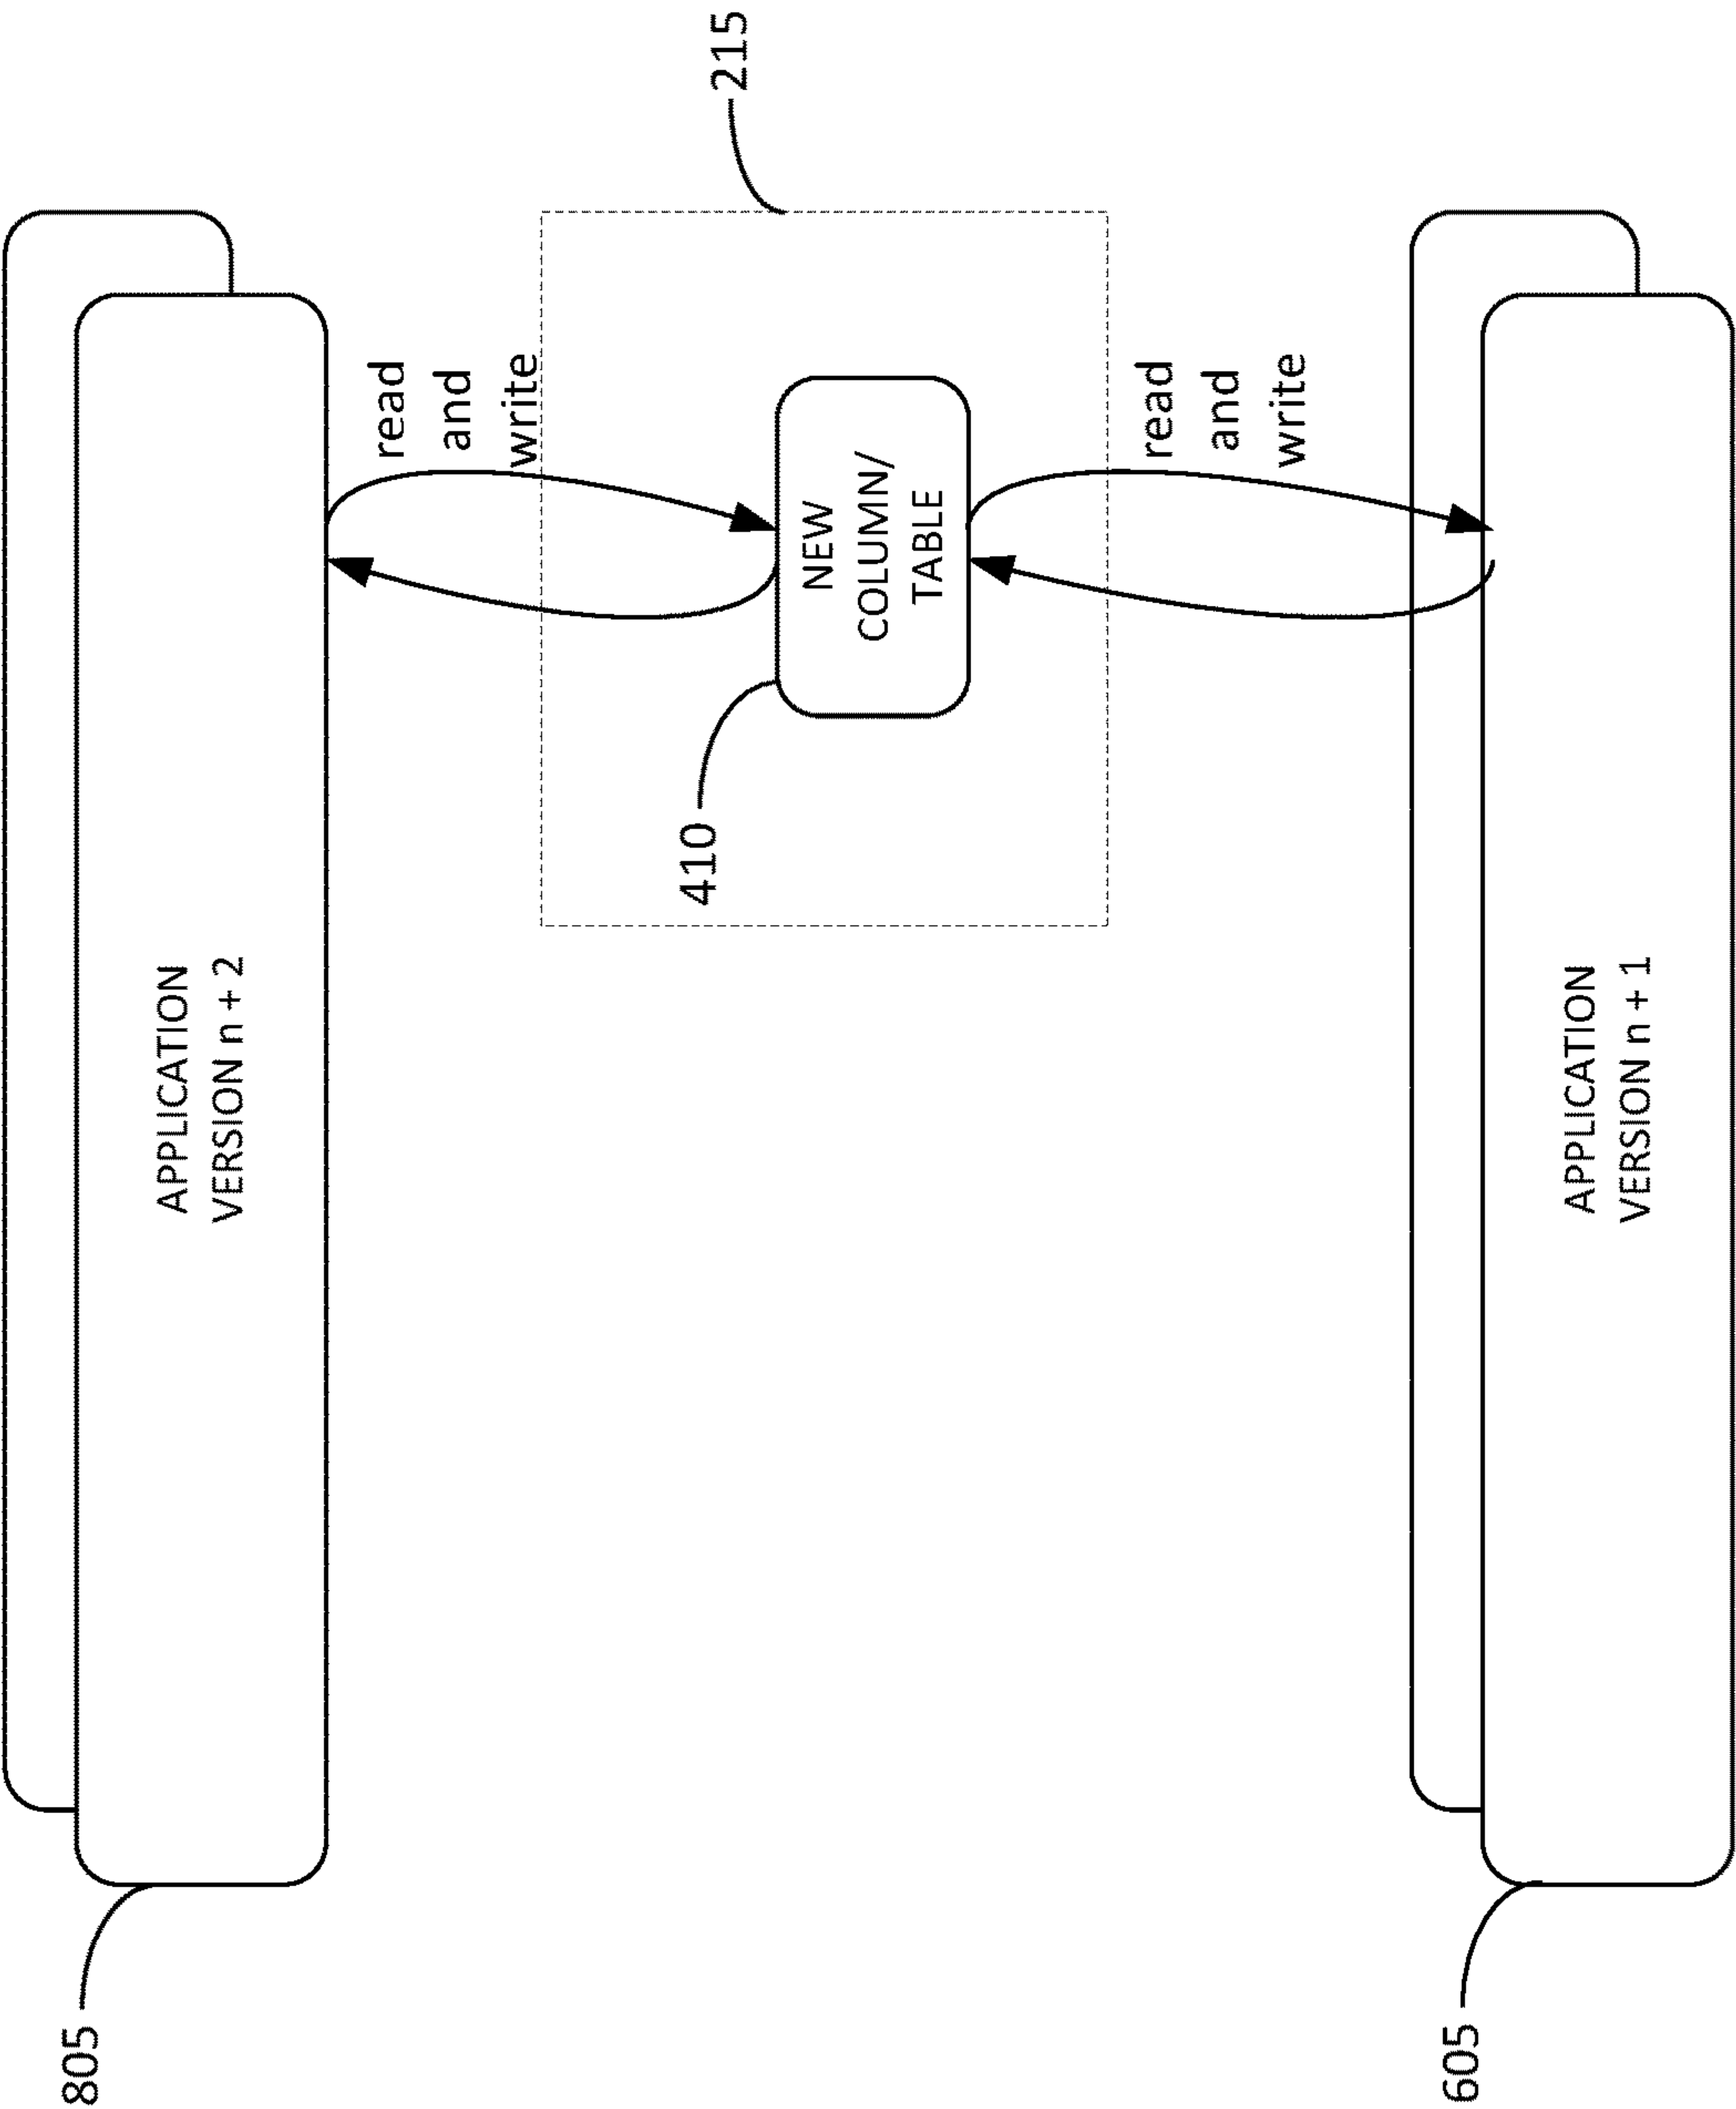 805
APPLICATION
VERSION n + 2
read
and
write
215
410
NEW
COLUMN/
TABLE
read
and
write
605
APPLICATION
VERSION n + 1